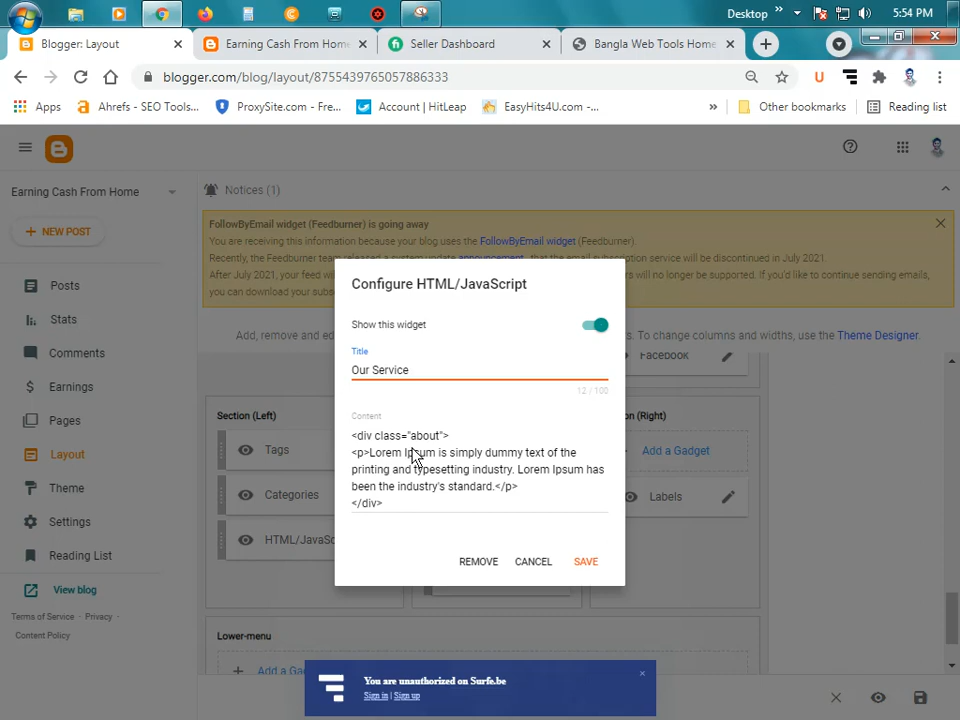 Desktop
5:54 PM
Blogger: Layout
Earning Cash From Home
Seller Dashboard
Bangla Web Tools Home
blogger.com/blog/layout/8755439765057886333
Apps
Ahrefs - SEO Tools...
ProxySite.com - Fre...
Account | HitLeap
EasyHits4U.com -...
Other bookmarks
Reading list
Earning Cash From Home
Notices (1)
NEW POST
FollowByEmail widget (Feedburner) is going away
You are receiving this information because your blog uses the FollowByEmail widget (Feedburner).
Recently, the Feedburner team released a system update announcement, that the email subscription service will be discontinued in July 2021.
After July 2021, your feed wi
rs will no longer be supported. If you'd like to continue sending emails,
you can download your subsc
Add, remove and edi
. To change columns and widths, use the Theme Designer.
Posts
Stats
Comments
Earnings
Pages
Layout
Theme
Settings
Reading List
View blog
Terms of Service · Privacy ·
Content Policy
Configure HTML/JavaScript
Show this widget
Title
Our Service
12 / 100
Content
<div class="about">
<p>Lorem Ipsum is simply dummy text of the
printing and typesetting industry. Lorem Ipsum has
been the industry's standard.</p>
</div>
REMOVE
CANCEL
SAVE
Facebook
Section (Left)
on (Right)
Tags
Add a Gadget
Categories
Labels
HTML/JavaSc
Lower-menu
Add a Ga
You are unauthorized on Surfe.be
Sign in | Sign up